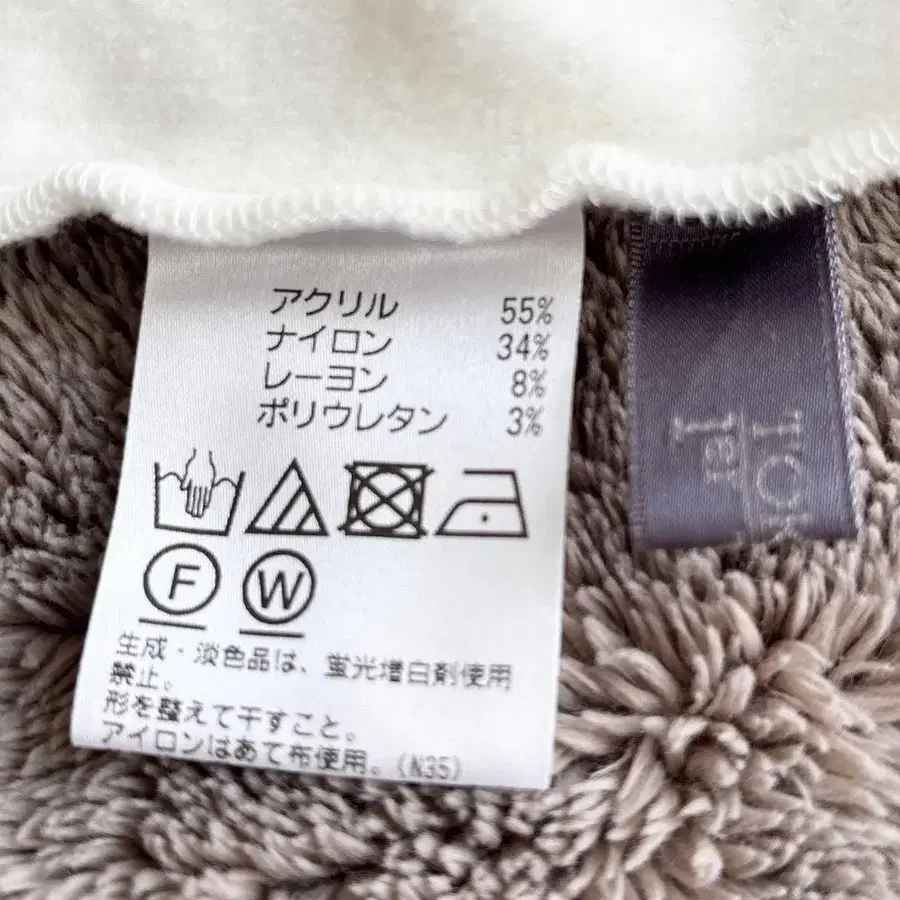 アクリル 55%
ナイロン 34%
レーヨン 8%
ポリウレタン 3%
F W
生成・淡色品は、蛍光増白剤使用
禁止。
形を整えて干すこと。
アイロンはあて布使用。(N35)
1er